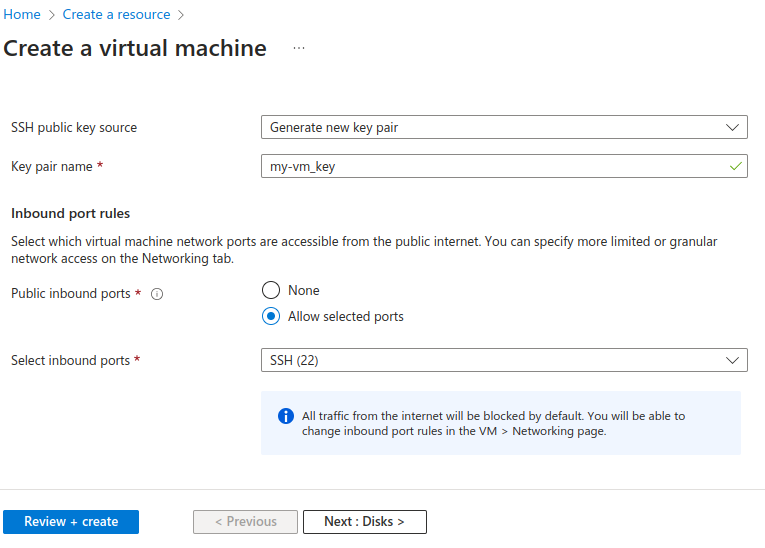 Home > Create a resource >
Create a virtual machine ...
SSH public key source Generate new key pair
Key pair name * my-vm_key
Inbound port rules
Select which virtual machine network ports are accessible from the public internet. You can specify more limited or granular
network access on the Networking tab.
Public inbound ports * None
Allow selected ports
Select inbound ports * SSH (22)
All traffic from the internet will be blocked by default. You will be able to
change inbound port rules in the VM > Networking page.
Review + create < Previous Next : Disks >